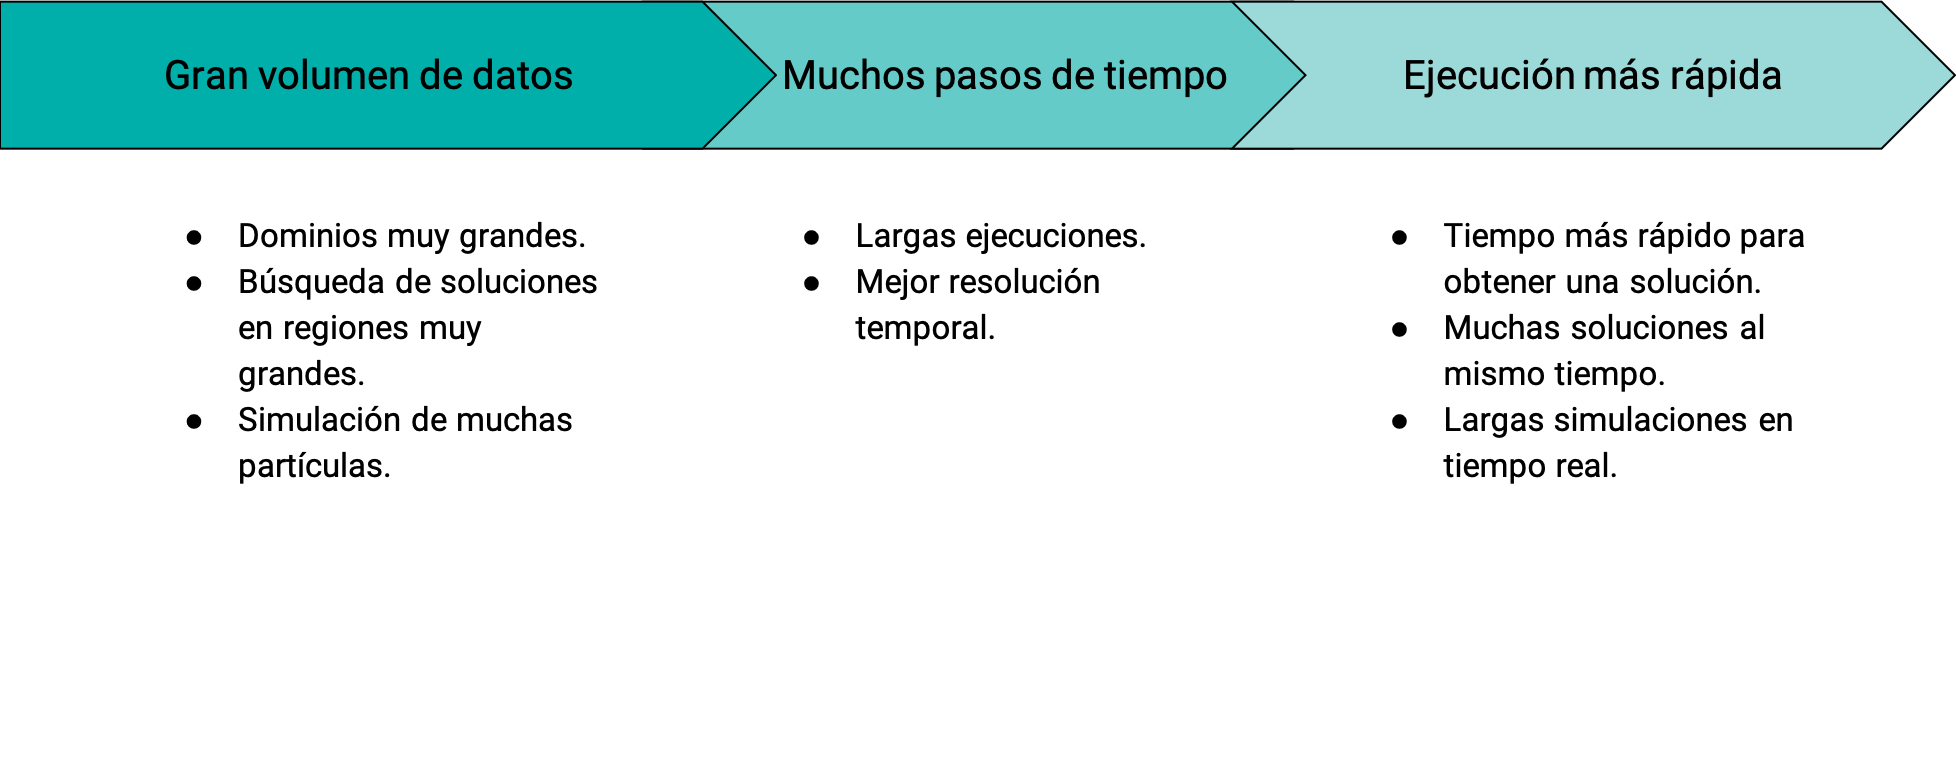 Gran volumen de datos
Muchos pasos de tiempo
Ejecución más rápida
● Dominios muy grandes.
● Búsqueda de soluciones
en regiones muy
grandes.
● Simulación de muchas
partículas.
● Largas ejecuciones.
● Mejor resolución
temporal.
● Tiempo más rápido para
obtener una solución.
● Muchas soluciones al
mismo tiempo.
● Largas simulaciones en
tiempo real.